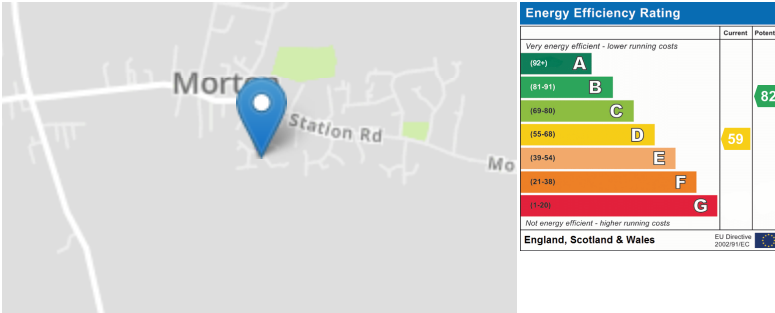 Morton
Station Rd
Mo
Energy Efficiency Rating
Current Potent
Very energy efficient - lower running costs
(92+) A
(81-91) B
82
(69-80) C
(55-68) D
59
(39-54) E
(21-38) F
(1-20) G
Not energy efficient - higher running costs
England, Scotland & Wales
EU Directive
2002/91/EC